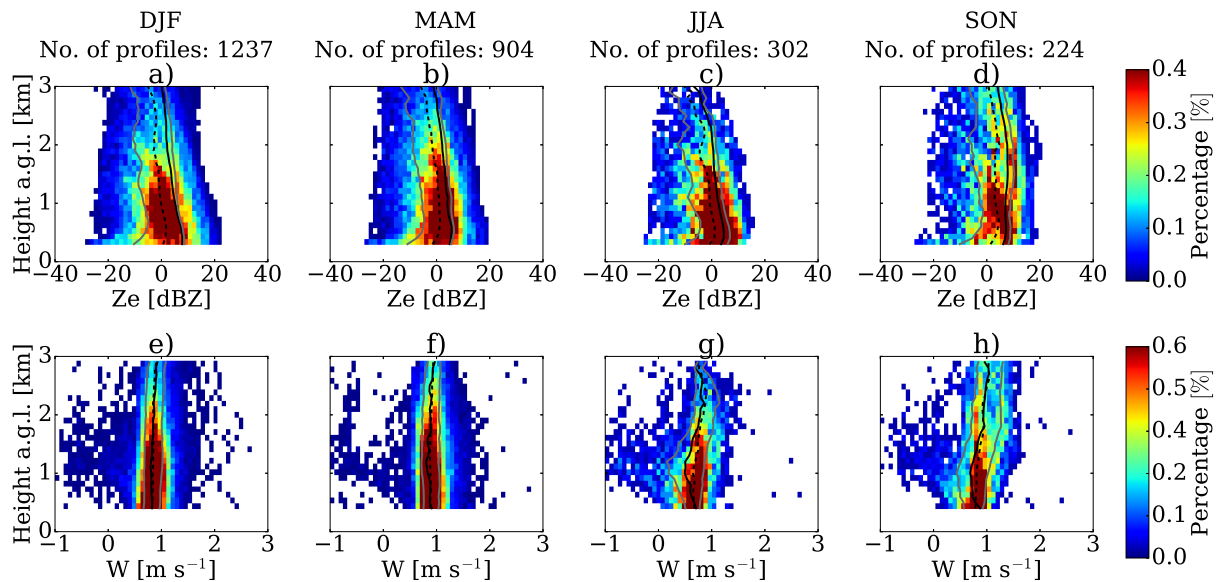 DJF MAM JJA SON
No. of profiles: 1237 No. of profiles: 904 No. of profiles: 302 No. of profiles: 224
a) b) c) d)
Height a.g.l. [km]
3
2
1
0
−40 −20 0 20 40
Ze [dBZ]
−40 −20 0 20 40
Ze [dBZ]
−40 −20 0 20 40
Ze [dBZ]
−40 −20 0 20 40
Ze [dBZ]
0.4
0.3
0.2
0.1
0.0
Percentage [%]
e) f) g) h)
Height a.g.l. [km]
3
2
1
0
−1 0 1 2 3
W [m s⁻¹]
−1 0 1 2 3
W [m s⁻¹]
−1 0 1 2 3
W [m s⁻¹]
−1 0 1 2 3
W [m s⁻¹]
0.6
0.5
0.4
0.3
0.2
0.1
0.0
Percentage [%]